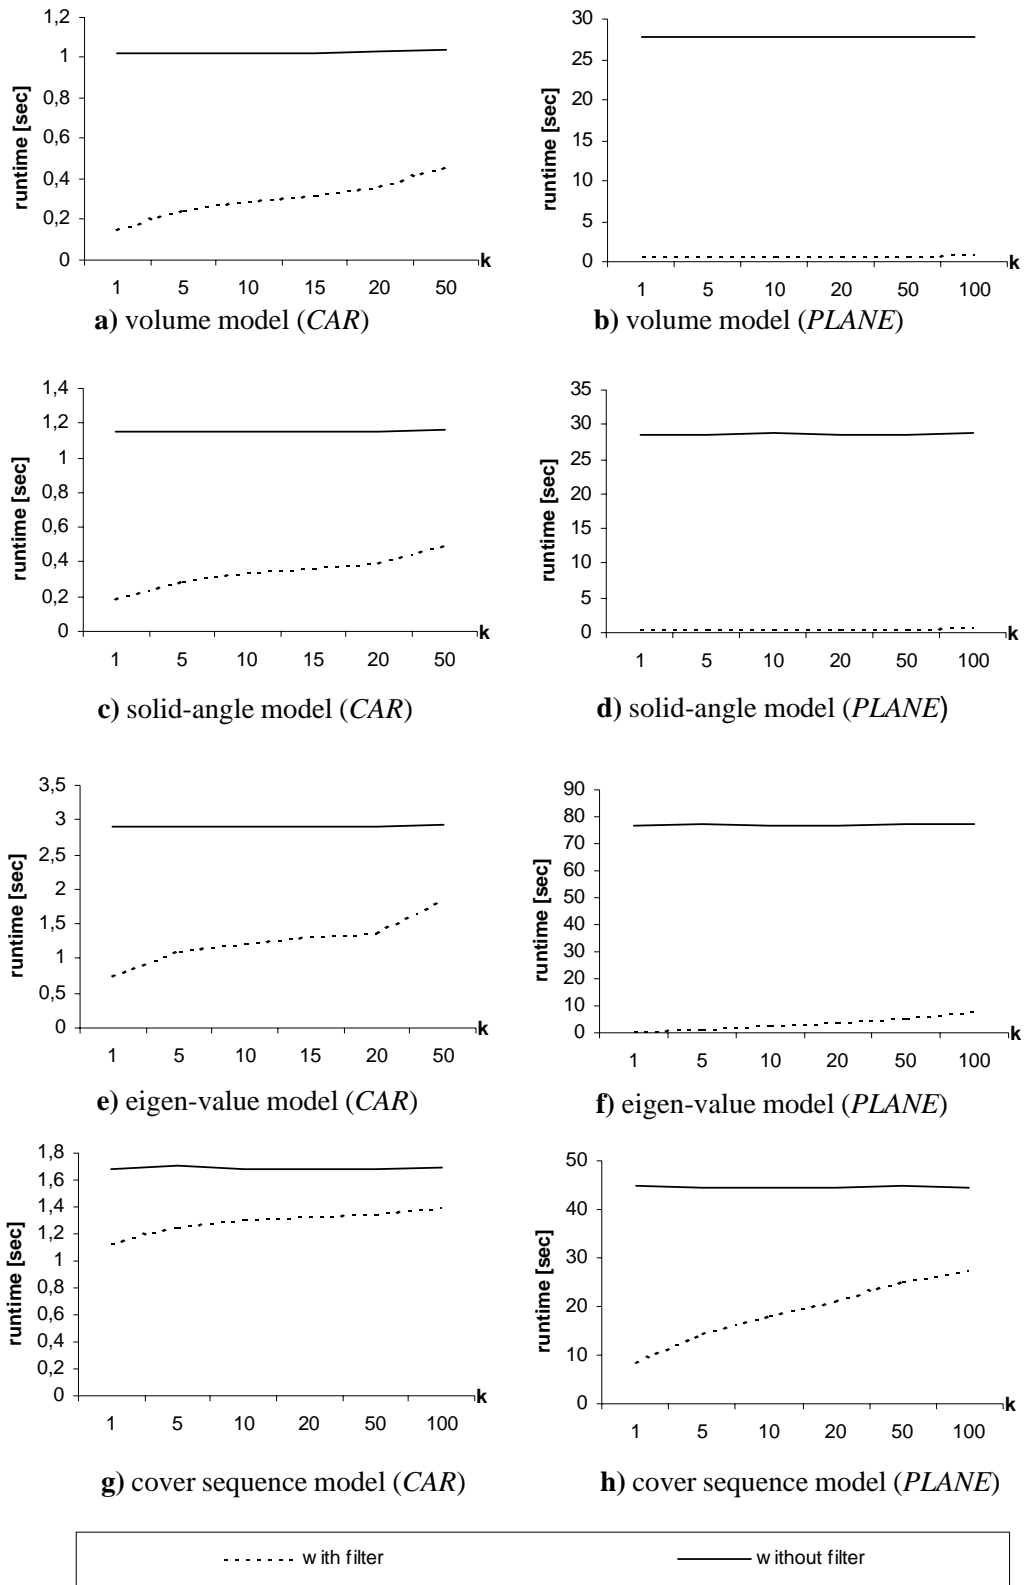 1,2
1
0,8
0,6
0,4
0,2
0
runtime [sec]
1 5 10 15 20 50
k
a) volume model (CAR)
30
25
20
15
10
5
0
runtime [sec]
1 5 10 20 50 100
k
b) volume model (PLANE)
1,4
1,2
1
0,8
0,6
0,4
0,2
0
runtime [sec]
1 5 10 15 20 50
k
c) solid-angle model (CAR)
35
30
25
20
15
10
5
0
runtime [sec]
1 5 10 20 50 100
k
d) solid-angle model (PLANE)
3,5
3
2,5
2
1,5
1
0,5
0
runtime [sec]
1 5 10 15 20 50
k
e) eigen-value model (CAR)
90
80
70
60
50
40
30
20
10
0
runtime [sec]
1 5 10 20 50 100
k
f) eigen-value model (PLANE)
1,8
1,6
1,4
1,2
1
0,8
0,6
0,4
0,2
0
runtime [sec]
1 5 10 20 50 100
k
g) cover sequence model (CAR)
50
40
30
20
10
0
runtime [sec]
1 5 10 20 50 100
k
h) cover sequence model (PLANE)
with filter
without filter